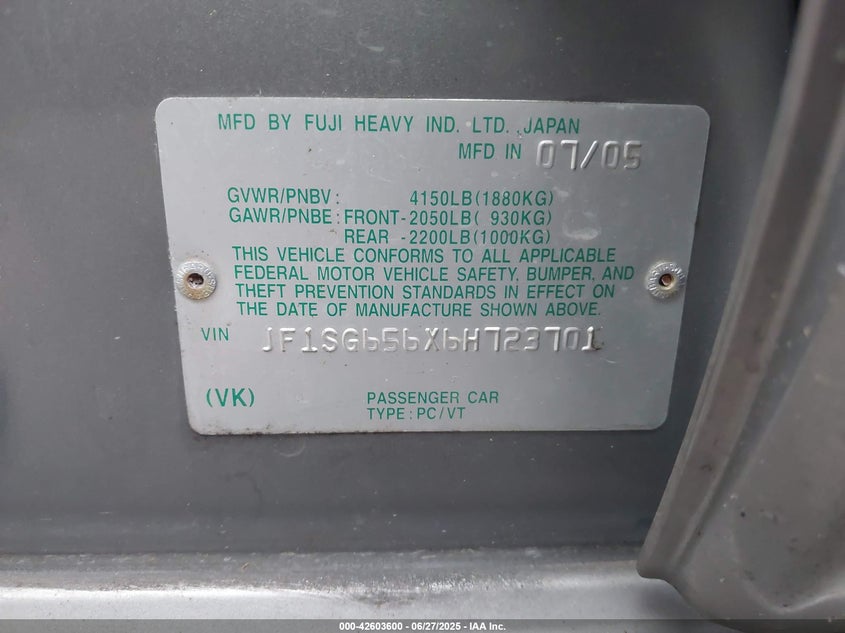 MFD BY FUJI HEAVY IND. LTD. JAPAN
MFD IN 07/05
GVWR/PNBV: 4150LB(1880KG)
GAWR/PNBE: FRONT-2050LB( 930KG)
REAR -2200LB(1000KG)
THIS VEHICLE CONFORMS TO ALL APPLICABLE
FEDERAL MOTOR VEHICLE SAFETY, BUMPER, AND
THEFT PREVENTION STANDARDS IN EFFECT ON
THE DATE OF MANUFACTURE SHOWN ABOVE.
VIN JF1SG656X6H723701
(VK) PASSENGER CAR
TYPE: PC/VT
000-42603600 - 06/27/2025 - IAA Inc.